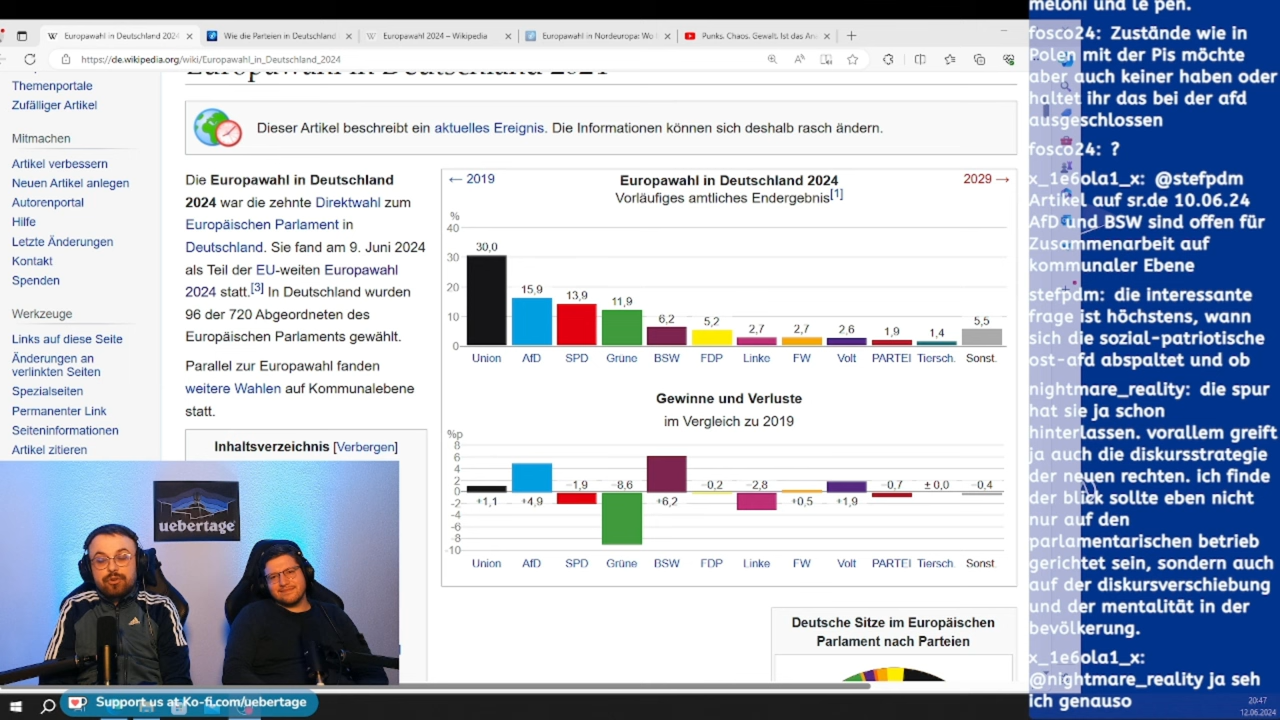 Europawahl in Deutschland 2024
Wie die Parteien in Deutschland
Europawahl 2024 – Wikipedia
Europawahl in Nordeuropa: Wo
Punks. Chaos. Gewalt. Ist das
https://de.wikipedia.org/wiki/Europawahl_in_Deutschland_2024
Europawahl in Deutschland 2024
Themenportale
Zufälliger Artikel
Mitmachen
Artikel verbessern
Neuen Artikel anlegen
Autorenportal
Hilfe
Letzte Änderungen
Kontakt
Spenden
Werkzeuge
Links auf diese Seite
Änderungen an
verlinkten Seiten
Spezialseiten
Permanenter Link
Seiteninformationen
Artikel zitieren
Dieser Artikel beschreibt ein aktuelles Ereignis. Die Informationen können sich deshalb rasch ändern.
Die Europawahl in Deutschland
2024 war die zehnte Direktwahl zum
Europäischen Parlament in
Deutschland. Sie fand am 9. Juni 2024
als Teil der EU-weiten Europawahl
2024 statt.[3] In Deutschland wurden
96 der 720 Abgeordneten des
Europäischen Parlaments gewählt.
Parallel zur Europawahl fanden
weitere Wahlen auf Kommunalebene
statt.
Inhaltsverzeichnis [Verbergen]
← 2019
Europawahl in Deutschland 2024
2029 →
Vorläufiges amtliches Endergebnis[1]
%
40
30
20
10
0
30,0
15,9
13,9
11,9
6,2
5,2
2,7
2,7
2,6
1,9
1,4
5,5
Union AfD SPD Grüne BSW FDP Linke FW Volt PARTEI Tiersch. Sonst.
Gewinne und Verluste
im Vergleich zu 2019
%p
8
6
4
2
0
-2
-4
-6
-8
-10
+1,1
+4,9
−1,9
−8,6
+6,2
−0,2
−2,8
+0,5
+1,9
−0,7
± 0,0
−0,4
Union AfD SPD Grüne BSW FDP Linke FW Volt PARTEI Tiersch. Sonst.
Deutsche Sitze im Europäischen
Parlament nach Parteien
uebertage
Support us at Ko-fi.com/uebertage
meloni und le pen.
fosco24: Zustände wie in
Polen mit der Pis möchte
aber auch keiner haben oder
haltet ihr das bei der afd
ausgeschlossen
fosco24: ?
x_1e6ola1_x: @stefpdm
Artikel auf sr.de 10.06.24
AfD und BSW sind offen für
Zusammenarbeit auf
kommunaler Ebene
stefpdm: die interessante
frage ist höchstens, wann
sich die sozial-patriotische
ost-afd abspaltet und ob
nightmare_reality: die spur
hat sie ja schon
hinterlassen. vorallem greift
ja auch die diskursstrategie
der neuen rechten. ich finde
der blick sollte eben nicht
nur auf den
parlamentarischen betrieb
gerichtet sein, sondern auch
auf der diskursverschiebung
und der mentalität in der
bevölkerung.
x_1e6ola1_x:
@nightmare_reality ja seh
ich genauso
20:47
12.06.2024